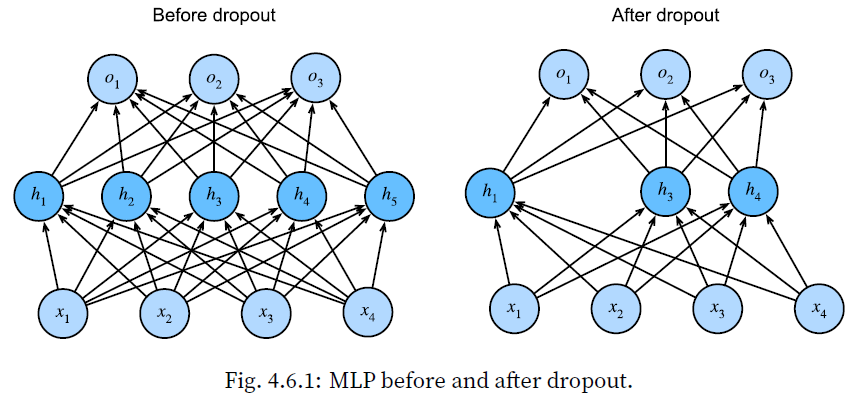 Before dropout After dropout
o1 o2 o3 o1 o2 o3
h1 h2 h3 h4 h5 h1 h3 h4
x1 x2 x3 x4 x1 x2 x3 x4
Fig. 4.6.1: MLP before and after dropout.